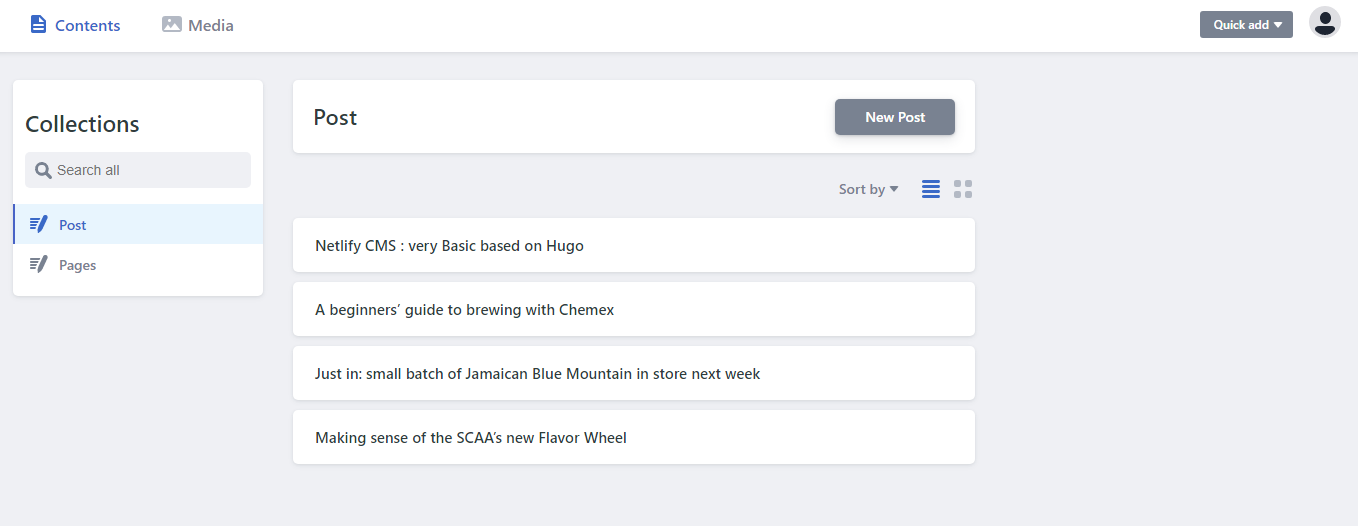 Contents
Media
Quick add
Collections
Search all
Post
Pages
Post
New Post
Sort by
Netlify CMS : very Basic based on Hugo
A beginners’ guide to brewing with Chemex
Just in: small batch of Jamaican Blue Mountain in store next week
Making sense of the SCAA’s new Flavor Wheel